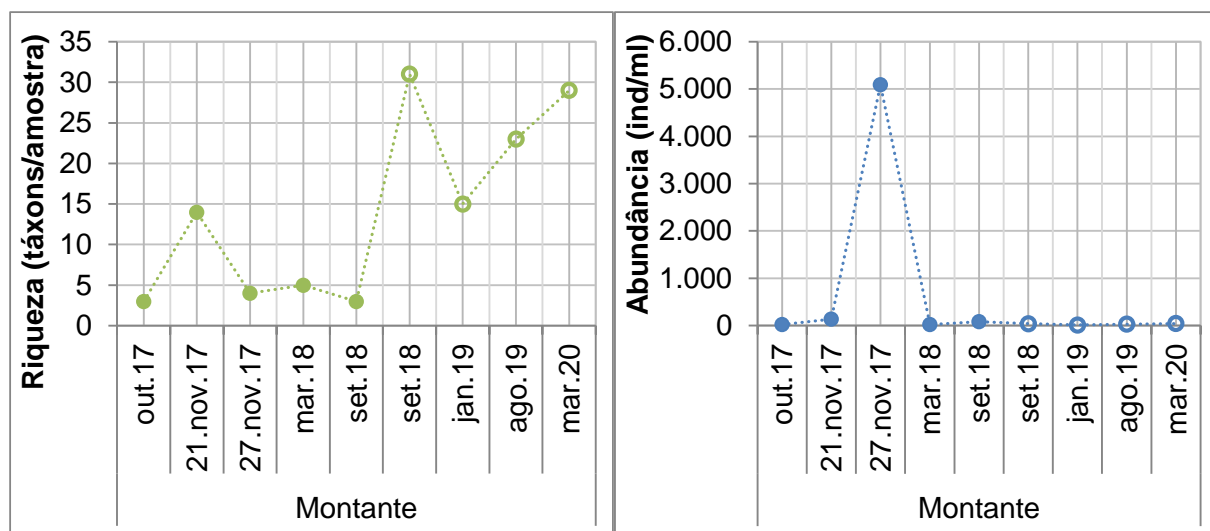 Riqueza (táxons/amostra)
35
30
25
20
15
10
5
0
out.17
21.nov.17
27.nov.17
mar.18
set.18
set.18
jan.19
ago.19
mar.20
Montante
Abundância (ind/ml)
6.000
5.000
4.000
3.000
2.000
1.000
0
out.17
21.nov.17
27.nov.17
mar.18
set.18
set.18
jan.19
ago.19
mar.20
Montante